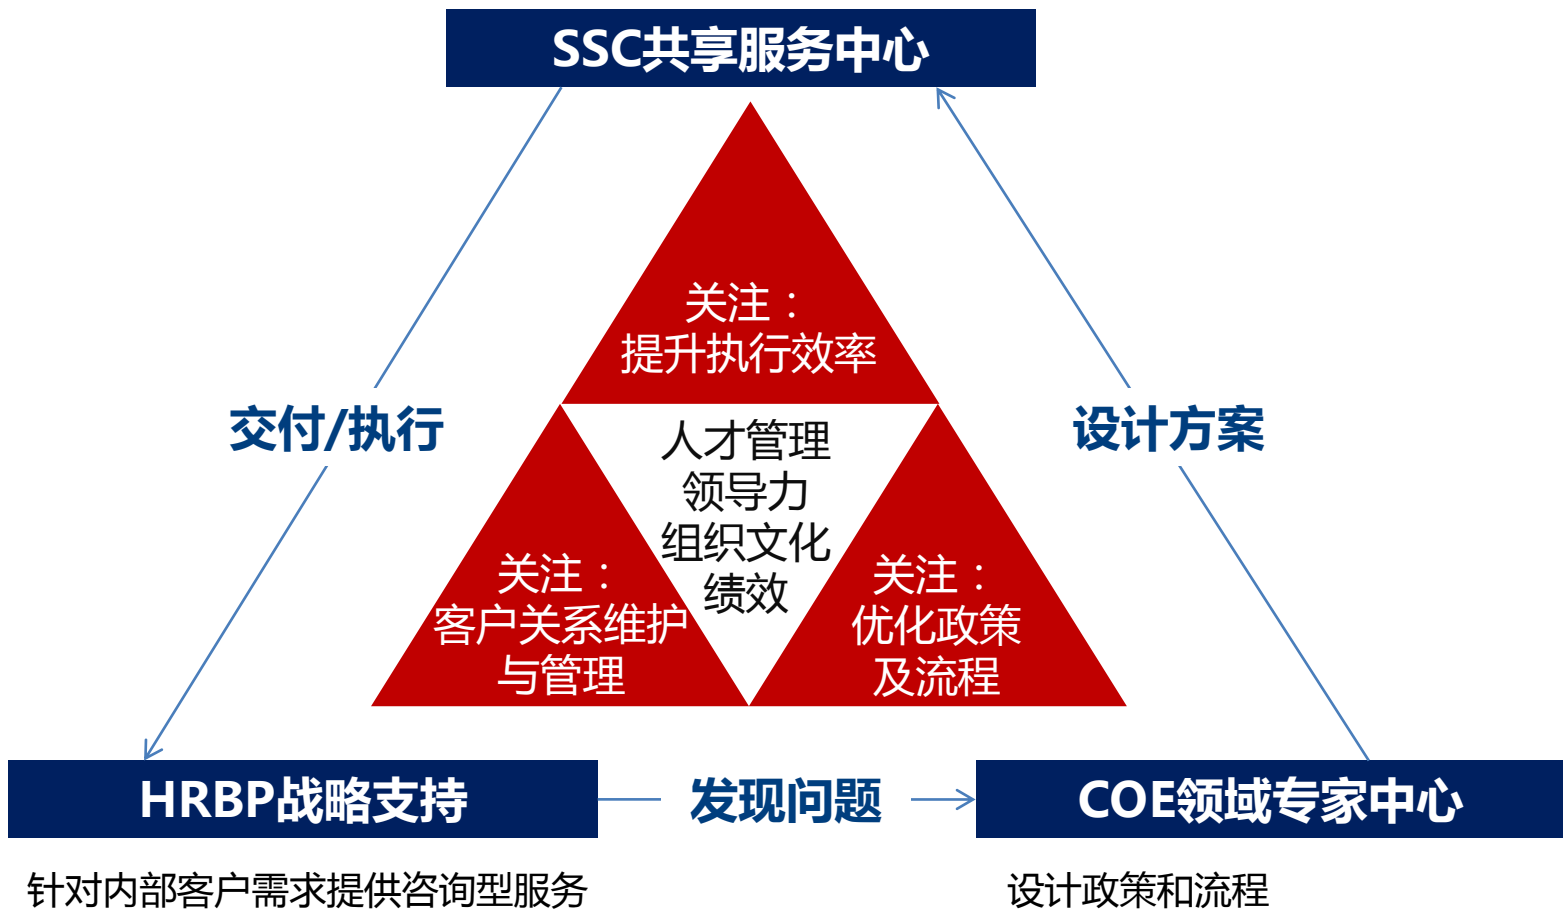 SSC共享服务中心
关注：
提升执行效率
交付/执行
设计方案
人才管理
领导力
组织文化
绩效
关注：
客户关系维护
与管理
关注：
优化政策
及流程
HRBP战略支持
发现问题
COE领域专家中心
针对内部客户需求提供咨询型服务
设计政策和流程